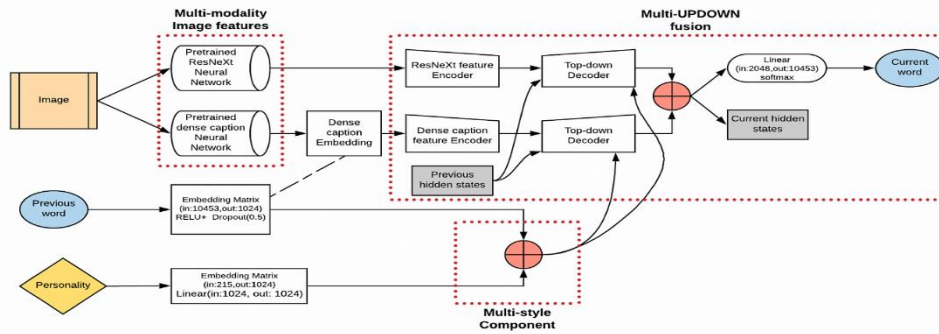 Multi-modality
Image features
Multi-UPDOWN
fusion
Image
Pretrained
ResNeXt
Neural
Network
ResNeXt feature
Encoder
Top-down
Decoder
Linear
(in:2048,out:10453)
softmax
Current
word
Pretrained
dense caption
Neural
Network
Dense
caption
Embedding
Dense caption
feature Encoder
Top-down
Decoder
Current hidden
states
Previous
hidden states
Previous
word
Embedding Matrix
(in:10453,out:1024)
RELU+ Dropout(0.5)
Personality
Embedding Matrix
(in:215,out:1024)
Linear(in:1024, out: 1024)
Multi-style
Component